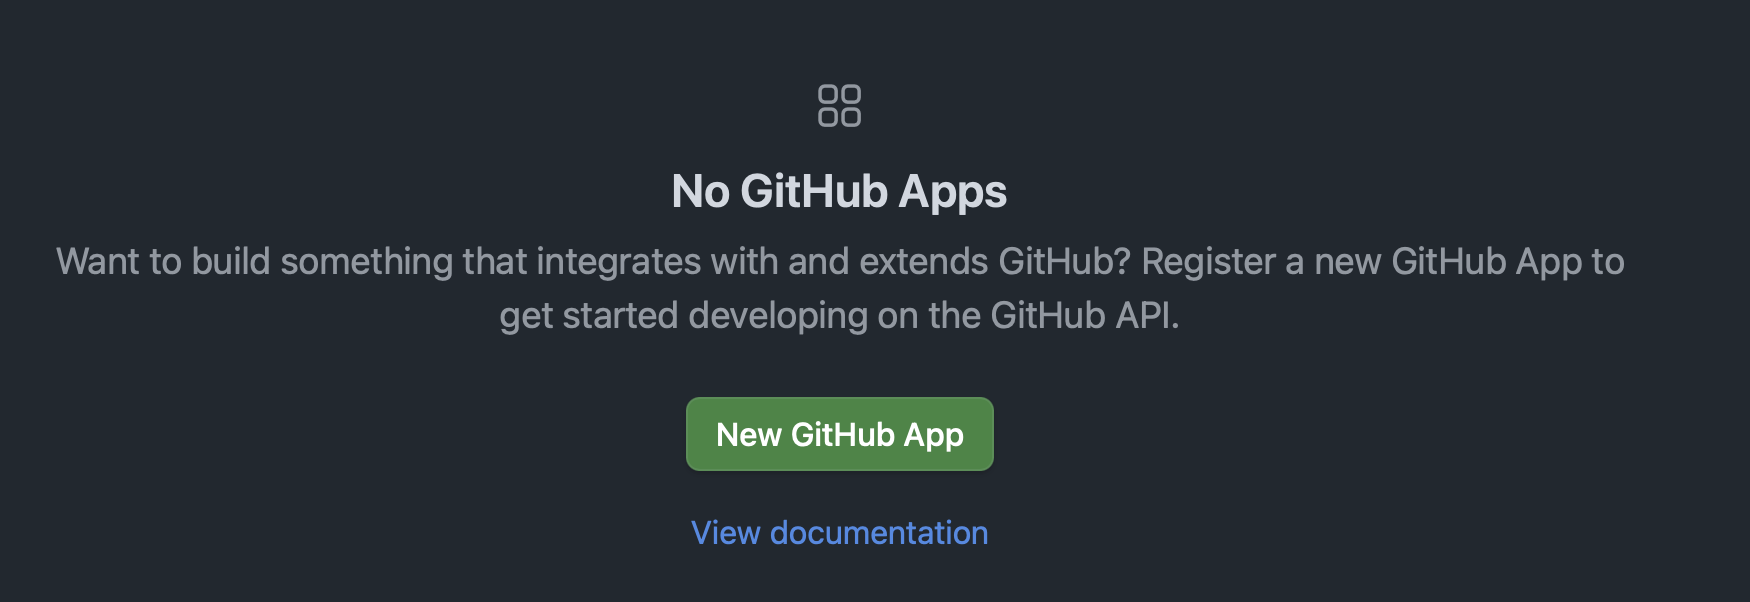 No GitHub Apps
Want to build something that integrates with and extends GitHub? Register a new GitHub App to
get started developing on the GitHub API.
New GitHub App
View documentation